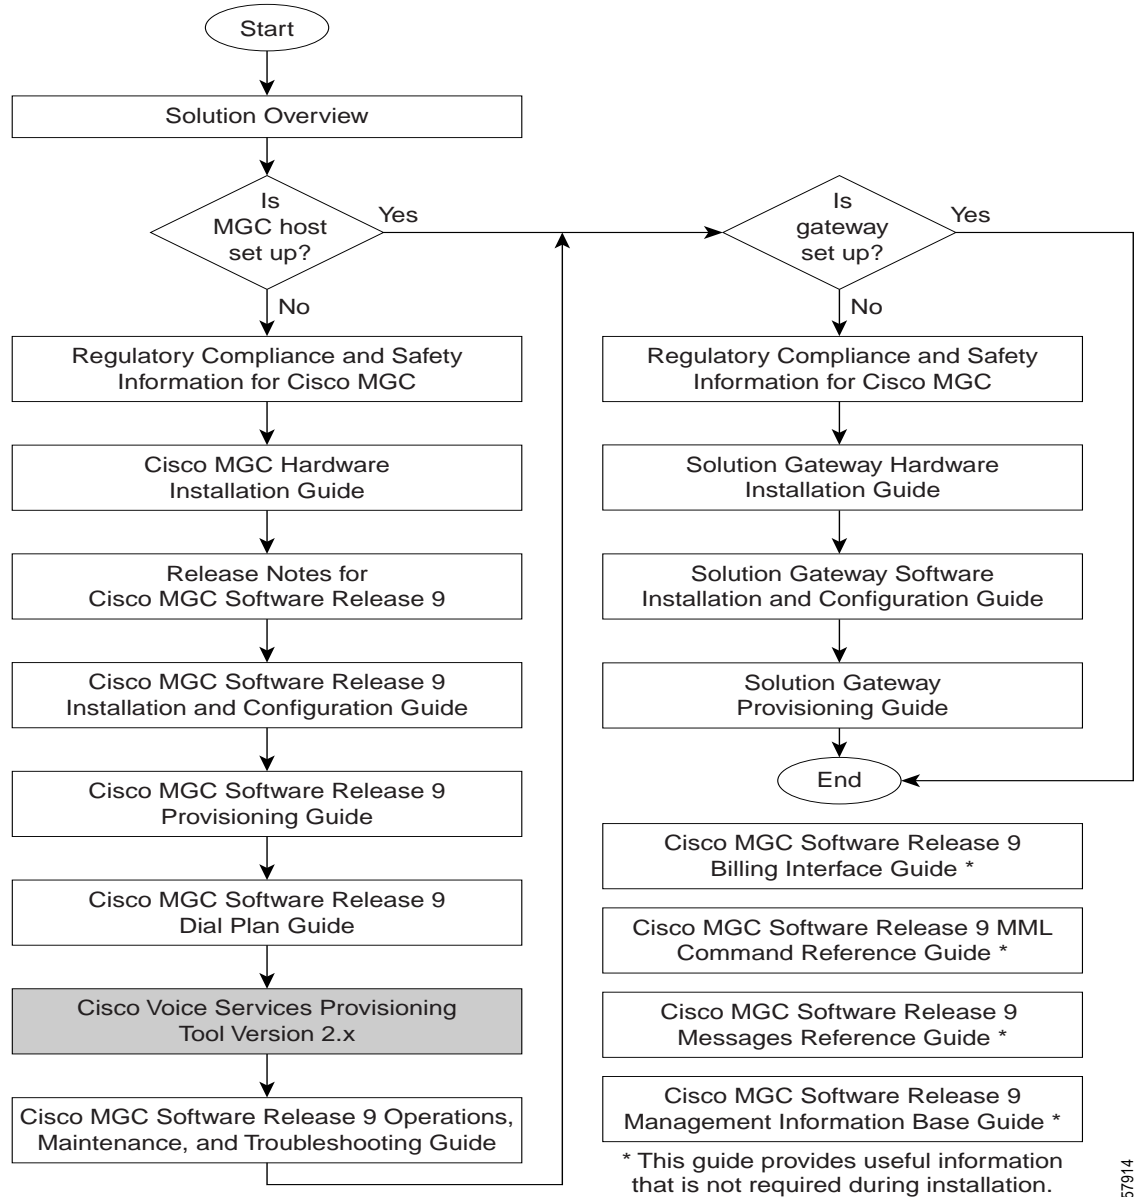 Start
Solution Overview
Is
MGC host
set up?
Yes
No
Regulatory Compliance and Safety
Information for Cisco MGC
Cisco MGC Hardware
Installation Guide
Release Notes for
Cisco MGC Software Release 9
Cisco MGC Software Release 9
Installation and Configuration Guide
Cisco MGC Software Release 9
Provisioning Guide
Cisco MGC Software Release 9
Dial Plan Guide
Cisco Voice Services Provisioning
Tool Version 2.x
Cisco MGC Software Release 9 Operations,
Maintenance, and Troubleshooting Guide
Is
gateway
set up?
Yes
No
Regulatory Compliance and Safety
Information for Cisco MGC
Solution Gateway Hardware
Installation Guide
Solution Gateway Software
Installation and Configuration Guide
Solution Gateway
Provisioning Guide
End
Cisco MGC Software Release 9
Billing Interface Guide *
Cisco MGC Software Release 9 MML
Command Reference Guide *
Cisco MGC Software Release 9
Messages Reference Guide *
Cisco MGC Software Release 9
Management Information Base Guide *
* This guide provides useful information
that is not required during installation.
57914